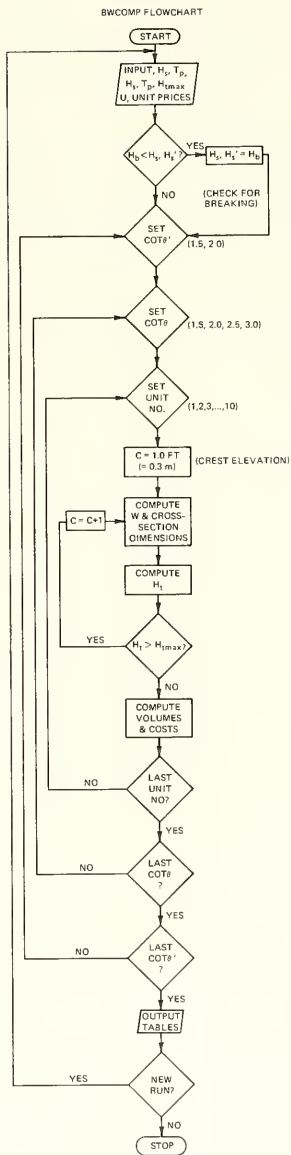 BWCOMP FLOWCHART
START
INPUT, Hs, Tp,
Hs, Tp, Htmax
U, UNIT PRICES
Hb < Hs, Hs' ?
YES
Hs, Hs' = Hb
NO
(CHECK FOR
BREAKING)
SET
COTθ'
(1.5, 2.0)
SET
COTθ
(1.5, 2.0, 2.5, 3.0)
SET
UNIT
NO.
(1,2,3,...,10)
C = 1.0 FT
(= 0.3 m)
(CREST ELEVATION)
C = C+1
COMPUTE
W & CROSS-
SECTION
DIMENSIONS
COMPUTE
Ht
YES
Ht > Htmax?
NO
COMPUTE
VOLUMES
& COSTS
NO
LAST
UNIT
NO?
YES
NO
LAST
COTθ
?
YES
NO
LAST
COTθ'
?
YES
OUTPUT
TABLES
YES
NEW
RUN?
NO
STOP